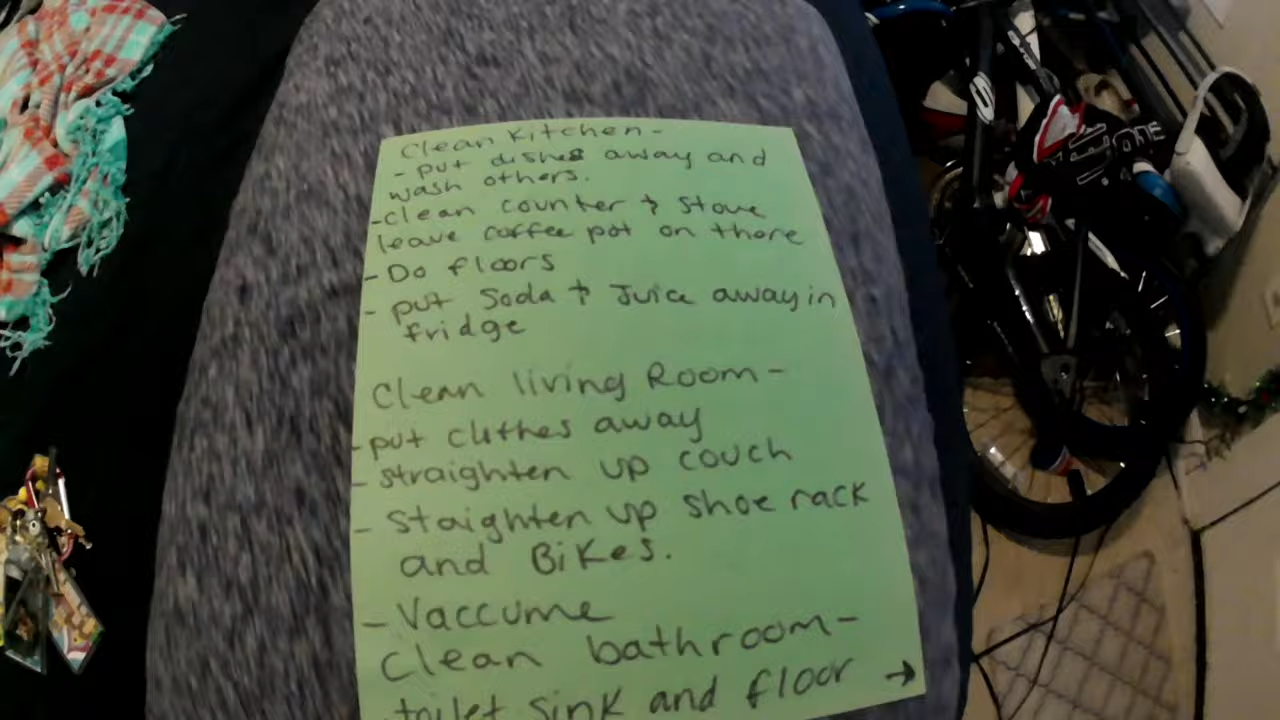 Clean Kitchen-
- put dishes away and
wash others.
-clean counter & stove
leave coffee pot on there
-Do floors
- put Soda & Juice away in
fridge
Clean living Room-
-put clothes away
-straighten up couch
- Staighten up shoe rack
and Bikes.
- Vaccume
Clean bathroom-
toilet sink and floor →
S
ONE